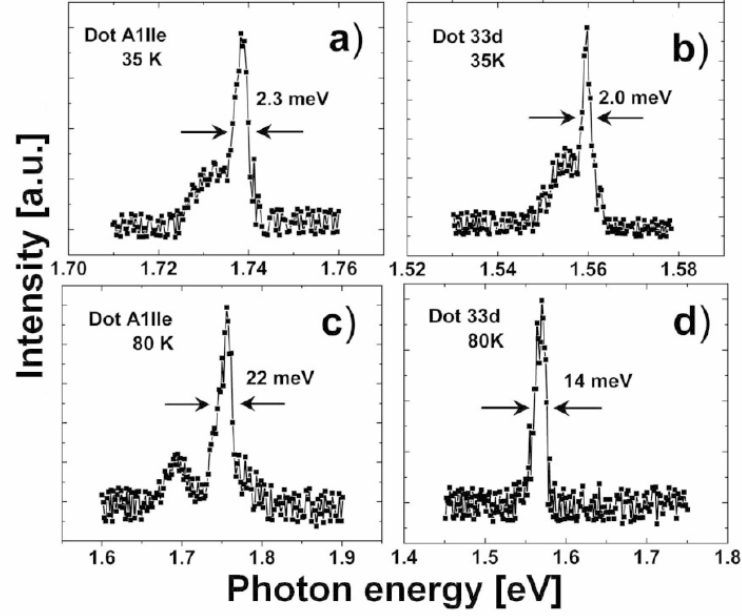 Dot A1IIe
35 K
a)
2.3 meV
1.70 1.72 1.74 1.76
Dot 33d
35K
b)
2.0 meV
1.52 1.54 1.56 1.58
Dot A1IIe
80 K
c)
22 meV
1.6 1.7 1.8 1.9
Dot 33d
80K
d)
14 meV
1.4 1.5 1.6 1.7 1.8
Intensity [a.u.]
Photon energy [eV]